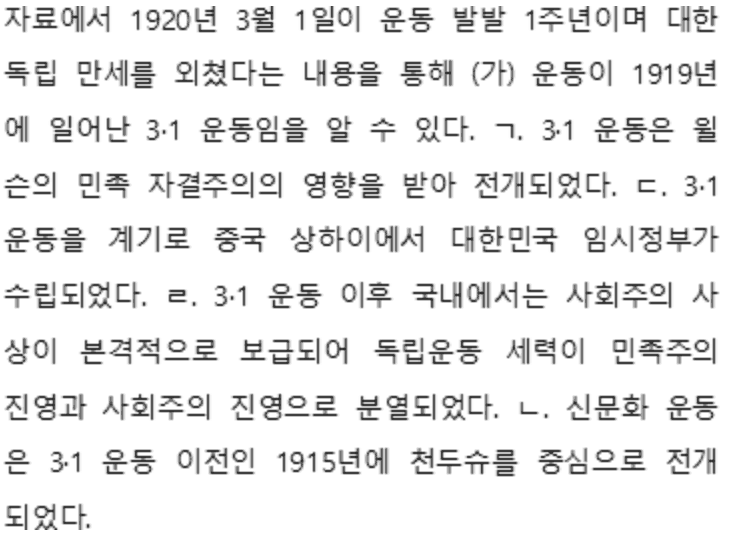 자료에서 1920년 3월 1일이 운동 발발 1주년이며 대한
독립 만세를 외쳤다는 내용을 통해 (가) 운동이 1919년
에 일어난 3·1 운동임을 알 수 있다. ㄱ. 3·1 운동은 윌
슨의 민족 자결주의의 영향을 받아 전개되었다. ㄷ. 3·1
운동을 계기로 중국 상하이에서 대한민국 임시정부가
수립되었다. ㄹ. 3·1 운동 이후 국내에서는 사회주의 사
상이 본격적으로 보급되어 독립운동 세력이 민족주의
진영과 사회주의 진영으로 분열되었다. ㄴ. 신문화 운동
은 3·1 운동 이전인 1915년에 천두슈를 중심으로 전개
되었다.